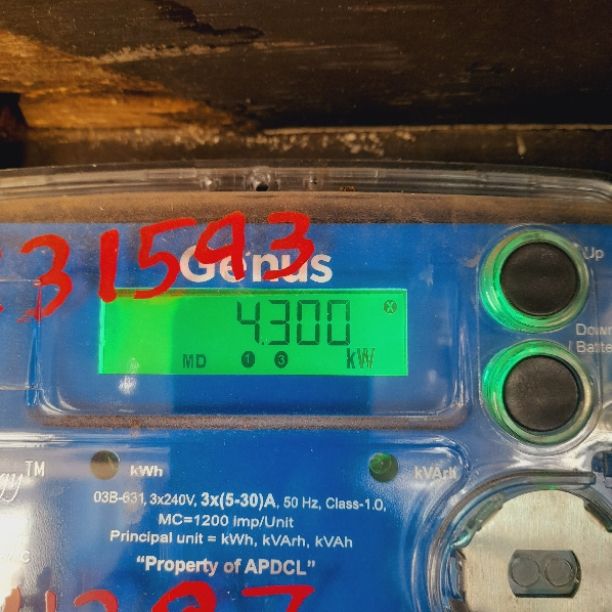 31593
Genus
Up
4.300
MD 1 3 kW
Down
/ Batte
TM
kWh
kVArh
03B-631, 3x240V, 3x(5-30)A, 50 Hz, Class-1.0,
MC=1200 imp/Unit
Principal unit = kWh, kVArh, kVAh
"Property of APDCL"